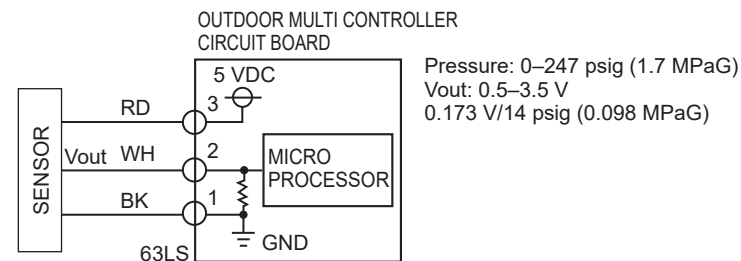 OUTDOOR MULTI CONTROLLER
CIRCUIT BOARD
Pressure: 0–247 psig (1.7 MPaG)
Vout: 0.5–3.5 V
0.173 V/14 psig (0.098 MPaG)
5 VDC
RD
3
SENSOR
Vout WH
2
MICRO
PROCESSOR
BK
1
GND
63LS